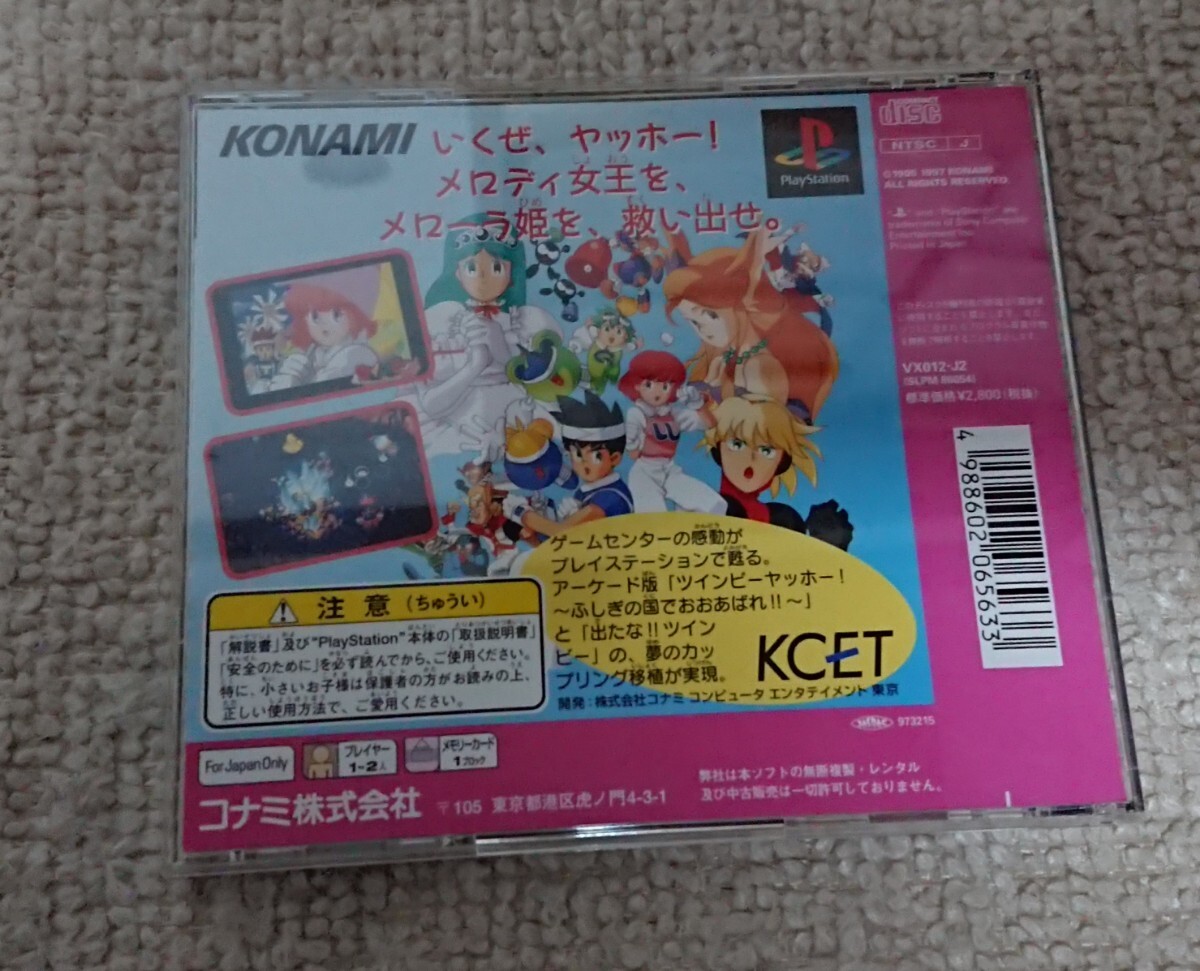 KONAMI
いくぜ、ヤッホー!
メロディ女王を、
メローラ姫を、救い出せ。
PlayStation
COMPACT
disc
NTSC J
©1995 1997 KONAMI
ALL RIGHTS RESERVED.
and "PlayStation" are
trademarks of Sony Computer
Entertainment Inc.
Printed in Japan
VX012-J2
(SLPM 86054)
標準価格¥2,800(税抜)
4 988602 065633
ゲームセンターの感動が
プレイステーションで甦る。
アーケード版「ツインビーヤッホー!
〜ふしぎの国でおおあばれ!!〜」
と「出たな!!ツイン
ビー」の、夢のカッ
プリング移植が実現。
KCET
開発:株式会社コナミ コンピュータ エンタテイメント 東京
注意(ちゅうい)
「解説書」及び"PlayStation"本体の「取扱説明書」
「安全のために」を必ず読んでから、ご使用ください。
特に、小さいお子様は保護者の方がお読みの上、
正しい使用方法で、ご愛用ください。
973215
For Japan Only
プレイヤー
1~2人
メモリーカード
1ブロック
弊社は本ソフトの無断複製・レンタル
及び中古販売は一切許可しておりません。
コナミ株式会社 〒105 東京都港区虎ノ門4-3-1